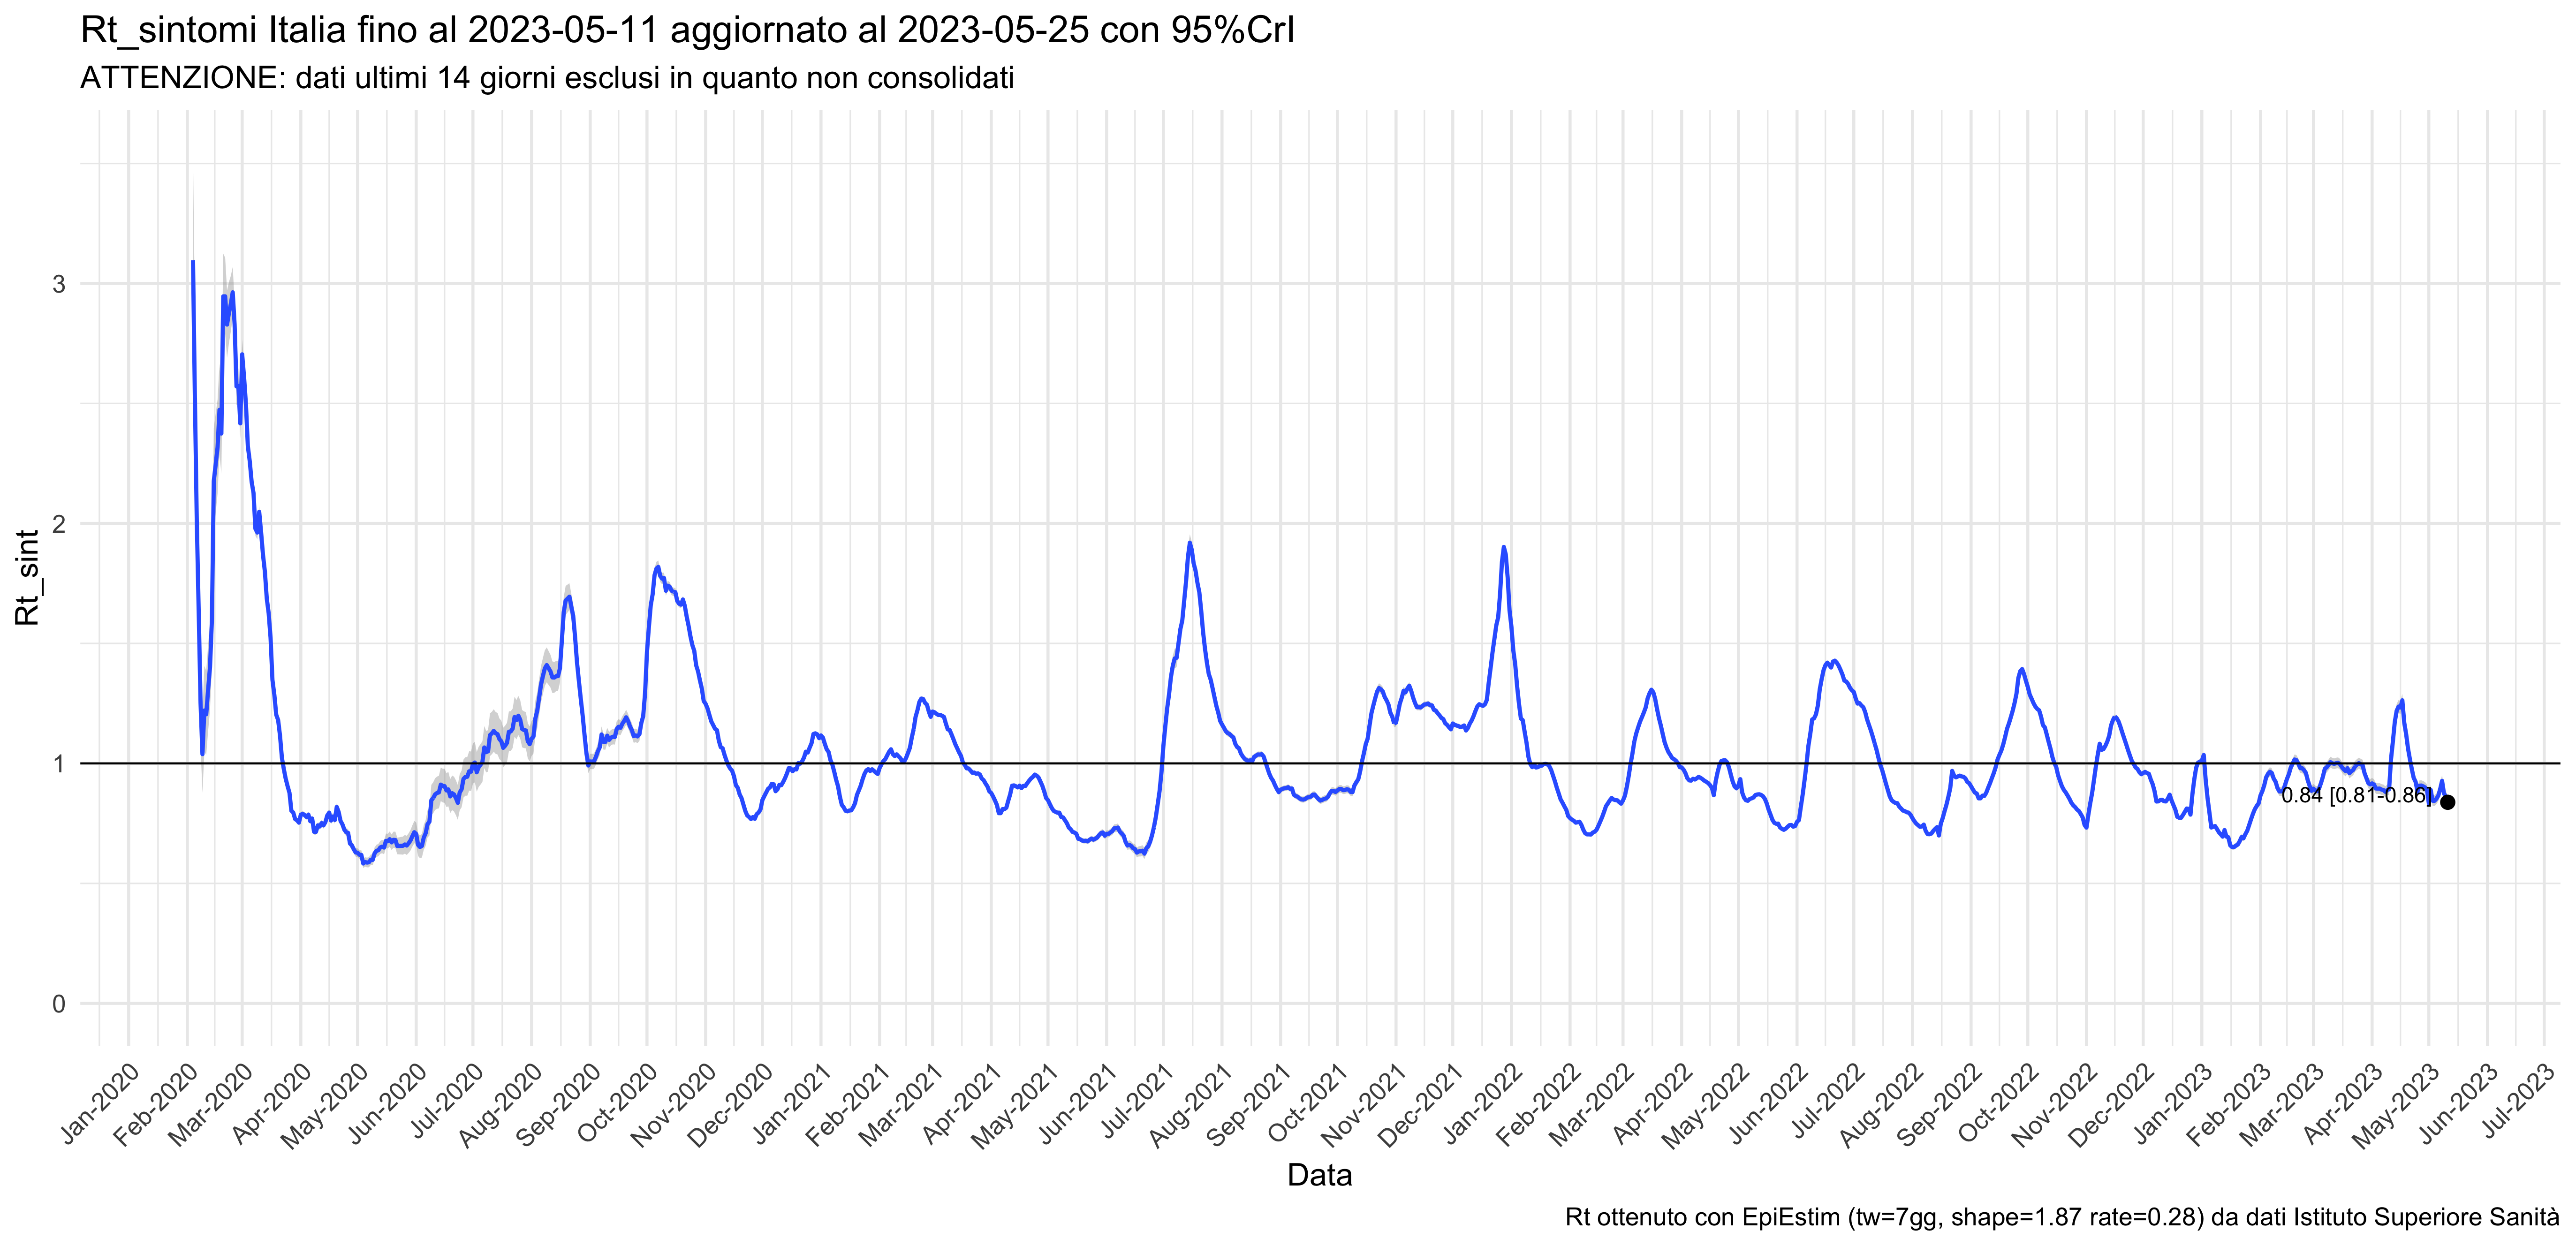 Rt_sintomi Italia fino al 2023-05-11 aggiornato al 2023-05-25 con 95%CrI
ATTENZIONE: dati ultimi 14 giorni esclusi in quanto non consolidati
Rt_sint
3
2
1
0
0.84 [0.81-0.86]
Jan-2020
Feb-2020
Mar-2020
Apr-2020
May-2020
Jun-2020
Jul-2020
Aug-2020
Sep-2020
Oct-2020
Nov-2020
Dec-2020
Jan-2021
Feb-2021
Mar-2021
Apr-2021
May-2021
Jun-2021
Jul-2021
Aug-2021
Sep-2021
Oct-2021
Nov-2021
Dec-2021
Jan-2022
Feb-2022
Mar-2022
Apr-2022
May-2022
Jun-2022
Jul-2022
Aug-2022
Sep-2022
Oct-2022
Nov-2022
Dec-2022
Jan-2023
Feb-2023
Mar-2023
Apr-2023
May-2023
Jun-2023
Jul-2023
Data
Rt ottenuto con EpiEstim (tw=7gg, shape=1.87 rate=0.28) da dati Istituto Superiore Sanità